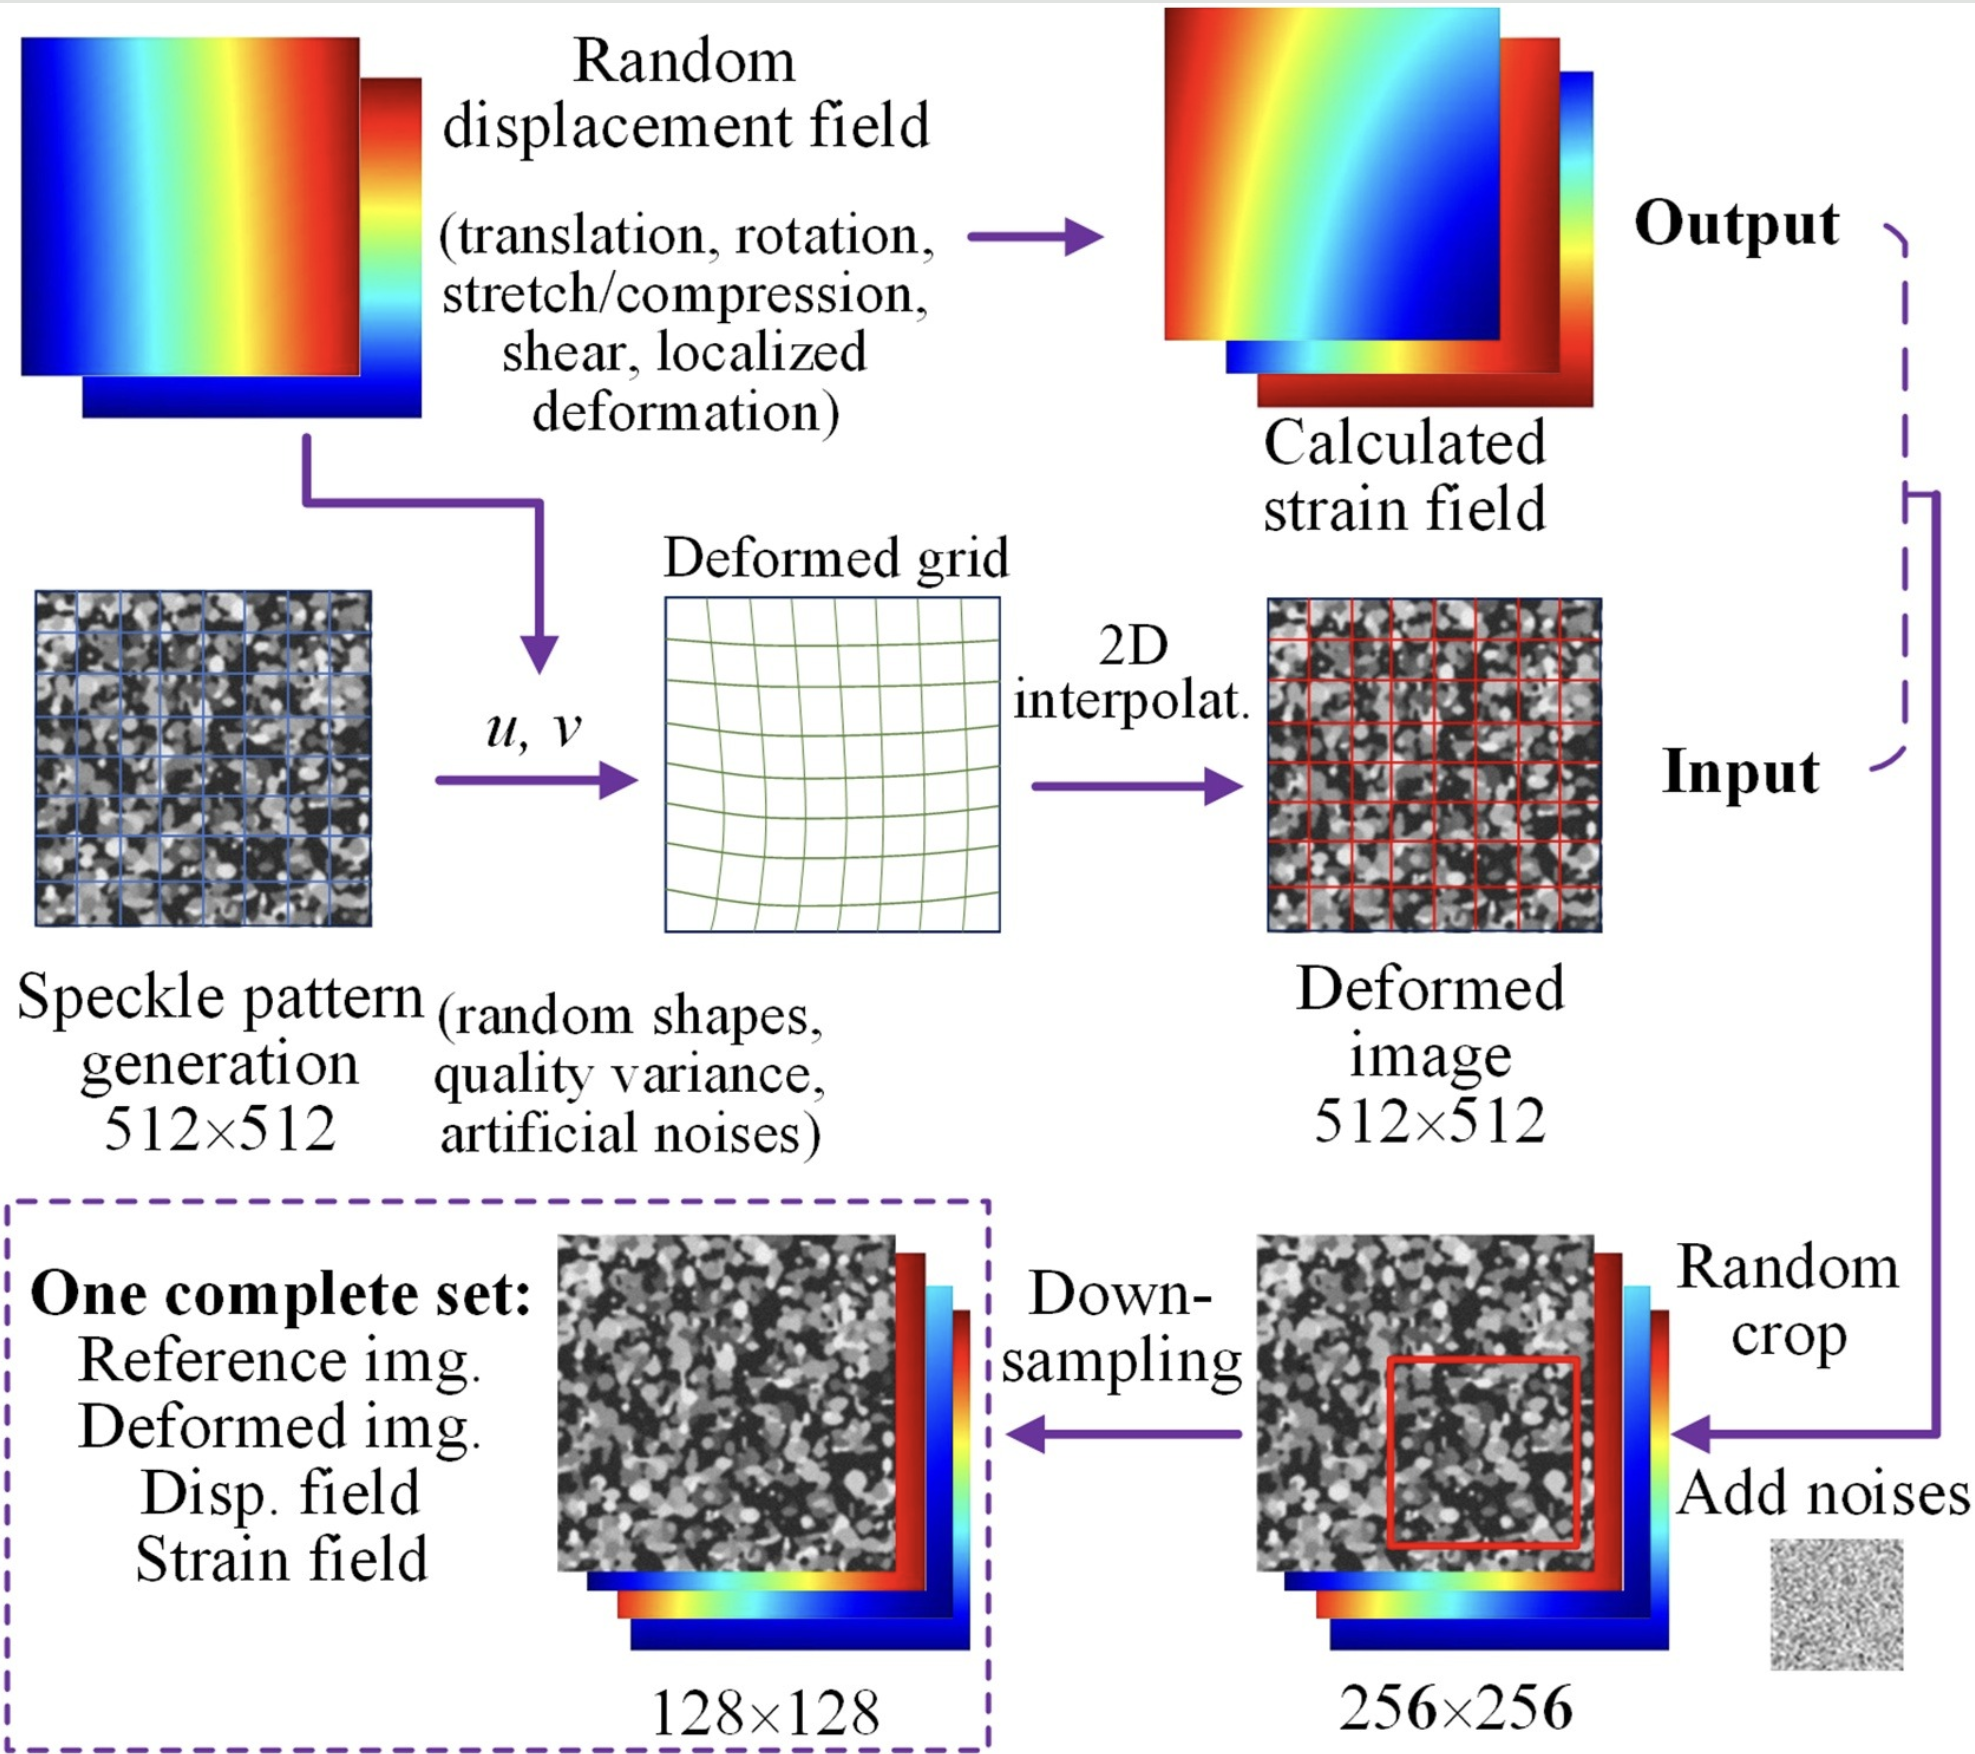 Random
displacement field
(translation, rotation,
stretch/compression,
shear, localized
deformation)
Output
Calculated
strain field
Deformed grid
u, v
2D
interpolat.
Input
Speckle pattern
generation
512×512
(random shapes,
quality variance,
artificial noises)
Deformed
image
512×512
One complete set:
Reference img.
Deformed img.
Disp. field
Strain field
128×128
Down-
sampling
256×256
Random
crop
Add noises